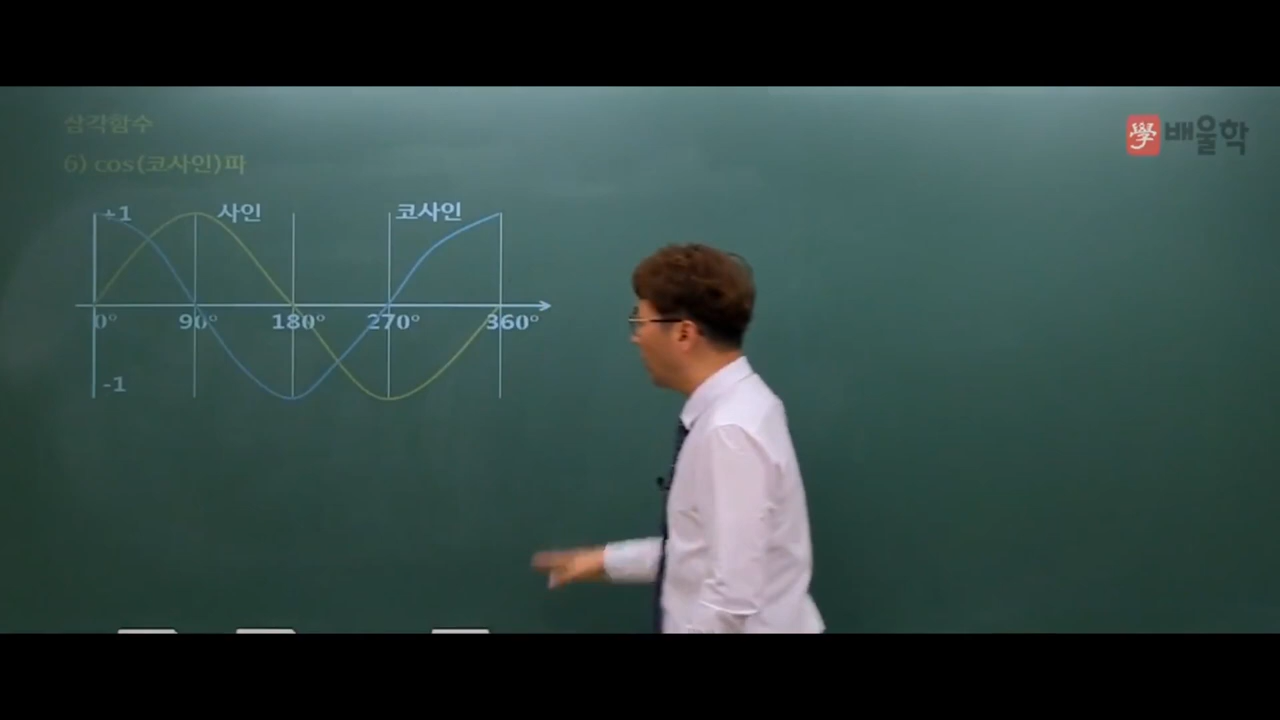 삼각함수
學 배울학
6) cos(코사인)파
+1 사인 코사인
0° 90° 180° 270° 360°
-1